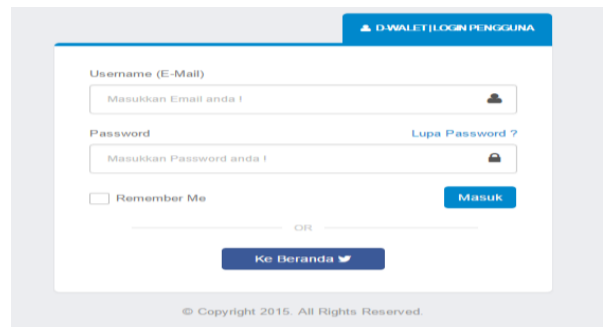 D-WALET | LOGIN PENGGUNA
Username (E-Mail)
Masukkan Email anda !
Password Lupa Password ?
Masukkan Password anda !
Remember Me Masuk
OR
Ke Beranda
© Copyright 2015. All Rights Reserved.